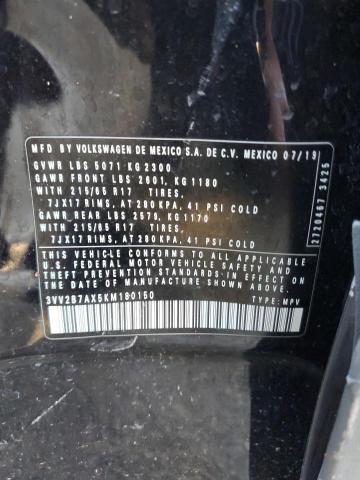 MFD BY VOLKSWAGEN DE MEXICO S.A. DE C.V. MEXICO 07/19
GVWR LBS 5071 KG 2300
GAWR FRONT LBS 2601, KG 1180
WITH 215/65 R17 TIRES,
7JX17 RIMS, AT 280 KPA, 41 PSI COLD
GAWR REAR LBS 2579, KG 1170
WITH 215/65 R17 TIRES,
7JX17 RIMS, AT 280 KPA, 41 PSI COLD
THIS VEHICLE CONFORMS TO ALL APPLICABLE
U.S. FEDERAL MOTOR VEHICLE SAFETY AND
THEFT PREVENTION STANDARDS IN EFFECT ON
THE DATE OF MANUFACTURE SHOWN ABOVE
3VV2B7AX5KM180150 TYPE: MPV
2720467 3425